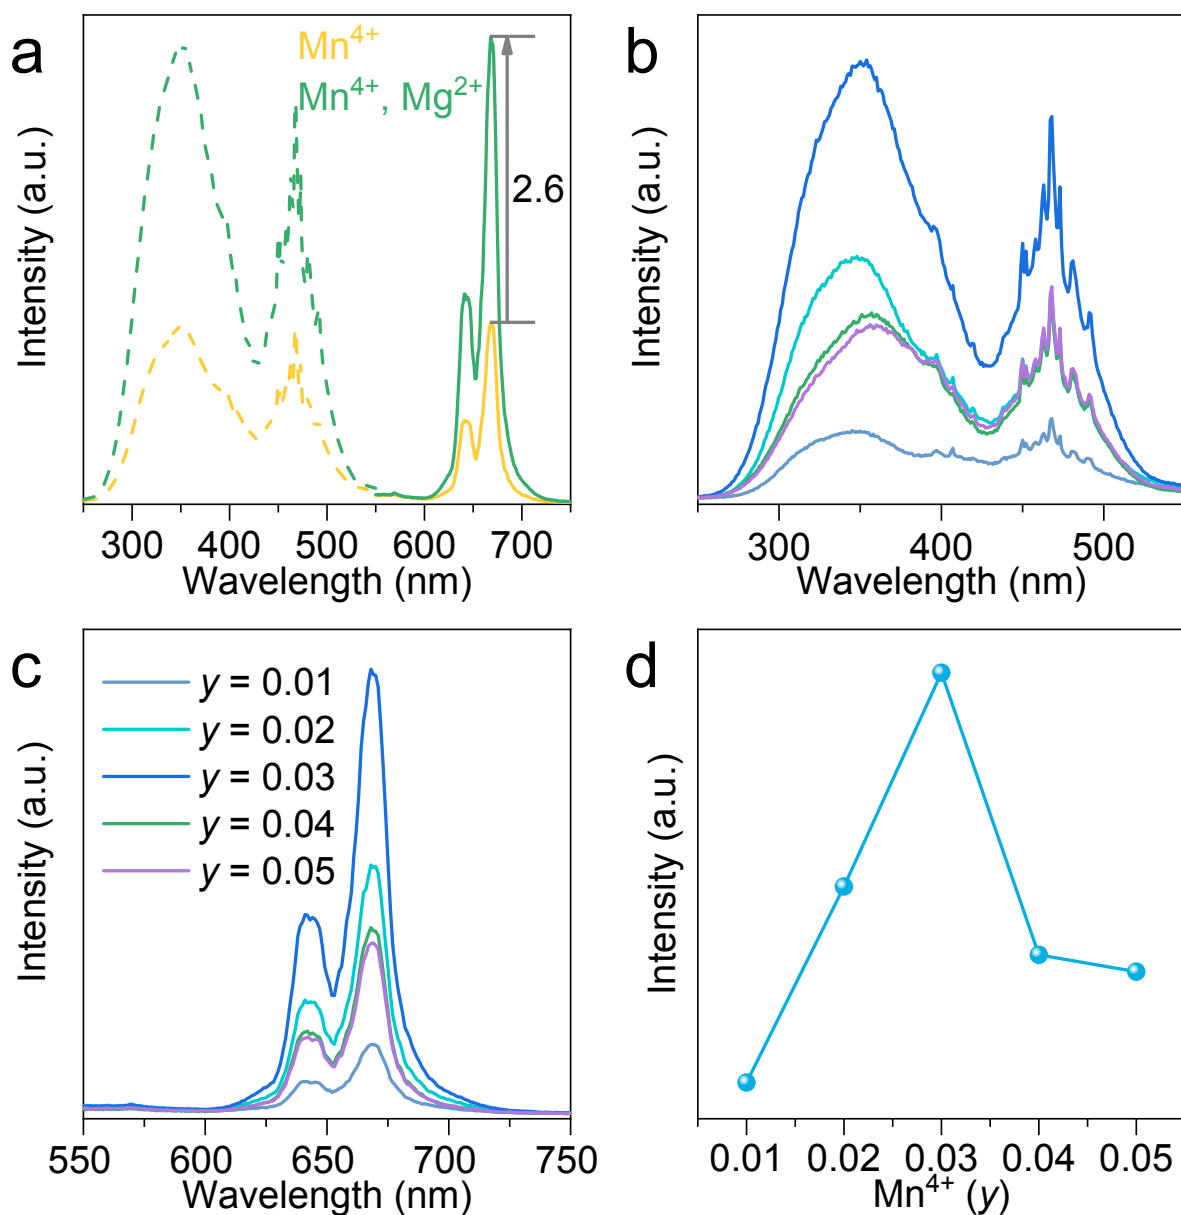 a
Mn⁴⁺
Mn⁴⁺, Mg²⁺
2.6
Intensity (a.u.)
300 400 500 600 700
Wavelength (nm)
b
Intensity (a.u.)
300 400 500
Wavelength (nm)
c
y = 0.01
y = 0.02
y = 0.03
y = 0.04
y = 0.05
Intensity (a.u.)
550 600 650 700 750
Wavelength (nm)
d
Intensity (a.u.)
0.01 0.02 0.03 0.04 0.05
Mn⁴⁺ (y)